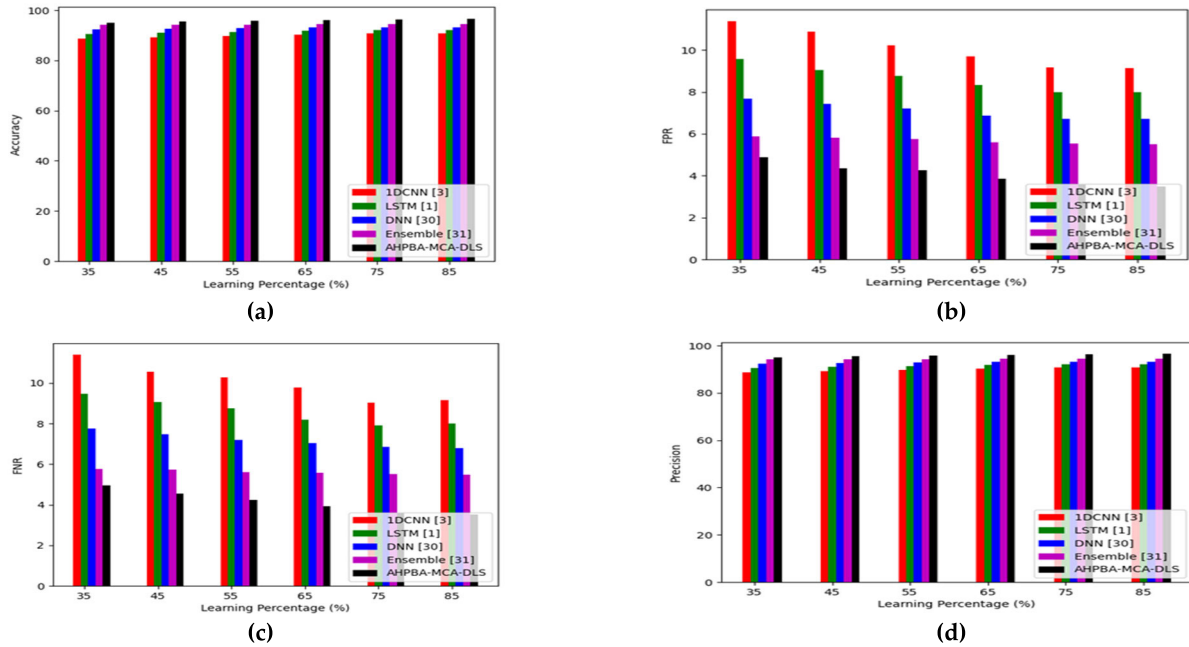 100
80
60
40
20
0
Accuracy
35 45 55 65 75 85
Learning Percentage (%)
1DCNN [3]
LSTM [1]
DNN [30]
Ensemble [31]
AHPBA-MCA-DLS
(a)
10
8
6
4
2
0
FPR
35 45 55 65 75 85
Learning Percentage (%)
1DCNN [3]
LSTM [1]
DNN [30]
Ensemble [31]
AHPBA-MCA-DLS
(b)
10
8
6
4
2
0
FNR
35 45 55 65 75 85
Learning Percentage (%)
1DCNN [3]
LSTM [1]
DNN [30]
Ensemble [31]
AHPBA-MCA-DLS
(c)
100
80
60
40
20
0
Precision
35 45 55 65 75 85
Learning Percentage (%)
1DCNN [3]
LSTM [1]
DNN [30]
Ensemble [31]
AHPBA-MCA-DLS
(d)